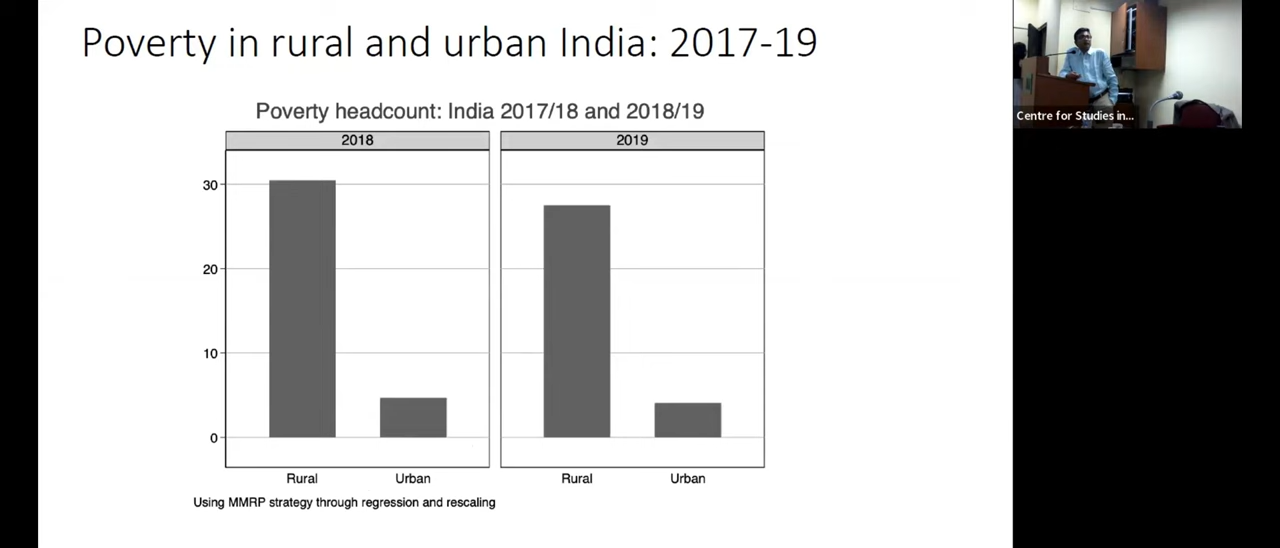 Poverty in rural and urban India: 2017-19
Poverty headcount: India 2017/18 and 2018/19
2018
2019
30
20
10
0
Rural
Urban
Rural
Urban
Using MMRP strategy through regression and rescaling
Centre for Studies in...